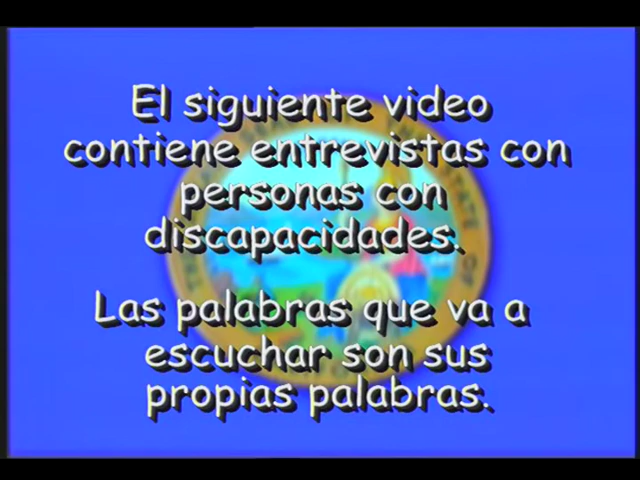 El siguiente video
contiene entrevistas con
personas con
discapacidades.
Las palabras que va a
escuchar son sus
propias palabras.